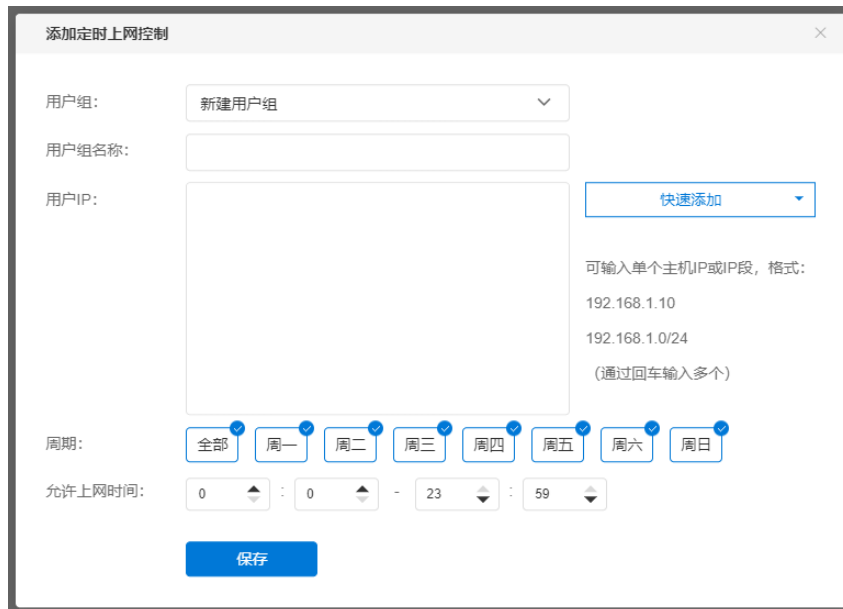 添加定时上网控制
用户组：
新建用户组
用户组名称：
用户IP：
快速添加
可输入单个主机IP或IP段，格式：
192.168.1.10
192.168.1.0/24
（通过回车输入多个）
周期：
全部 周一 周二 周三 周四 周五 周六 周日
允许上网时间：
0 : 0 - 23 : 59
保存